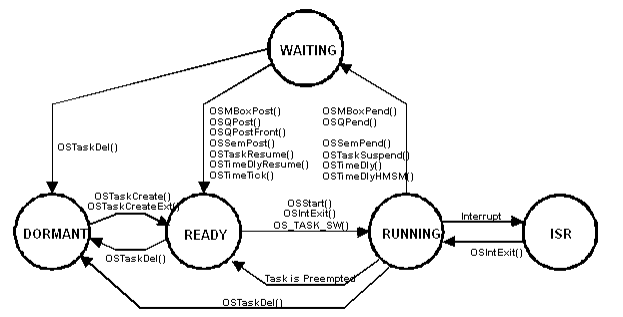 WAITING
OSMBoxPost()
OSQPost()
OSQPostFront()
OSSemPost()
OSTaskResume()
OSTimeDlyResume()
OSTimeTick()
OSMBoxPend()
OSQPend()
OSSemPend()
OSTaskSuspend()
OSTimeDly()
OSTimeDlyHMSM()
OSTaskDel()
OSTaskCreate()
OSTaskCreateExt()
OSStart()
OSIntExit()
OS_TASK_SW()
Interrupt
DORMANT
READY
RUNNING
ISR
OSTaskDel()
OSIntExit()
Task is Preempted
OSTaskDel()